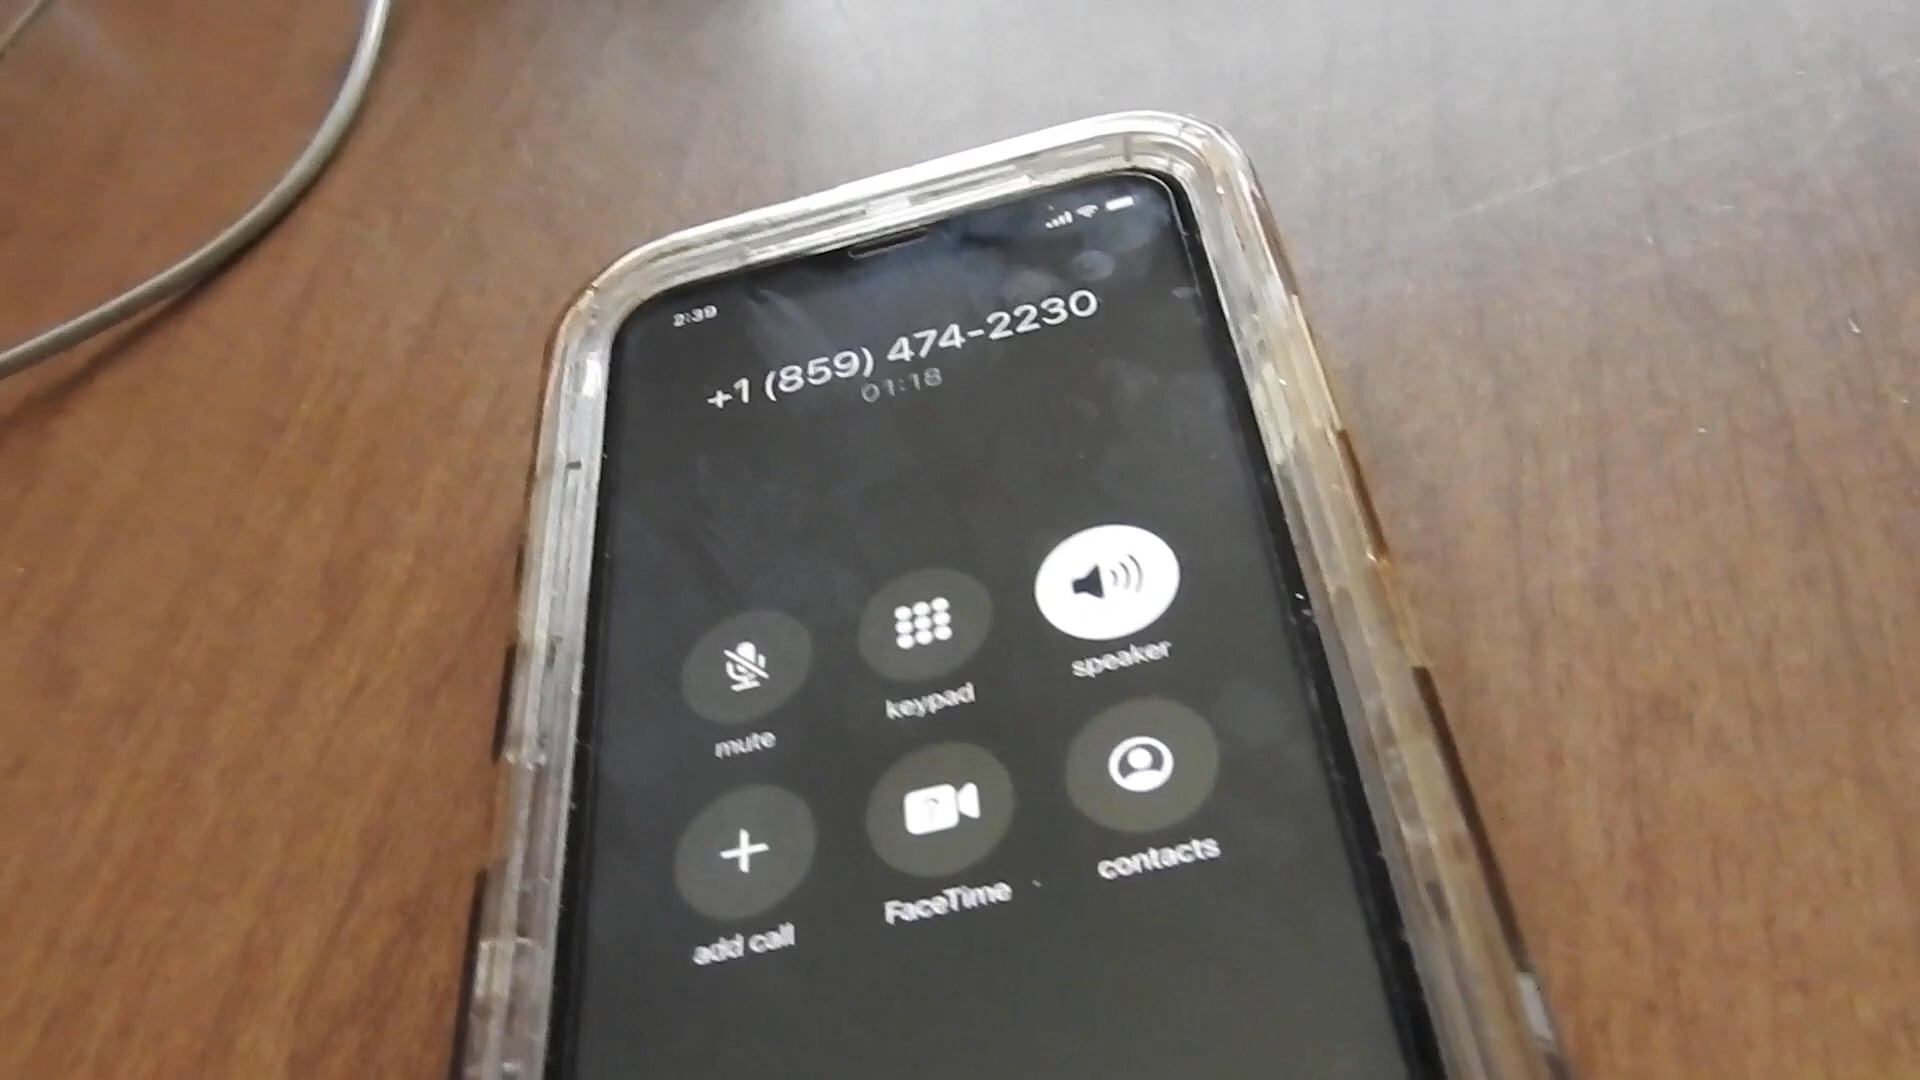 2:39
+1 (859) 474-2230
01:18
mute
keypad
speaker
add call
FaceTime
contacts